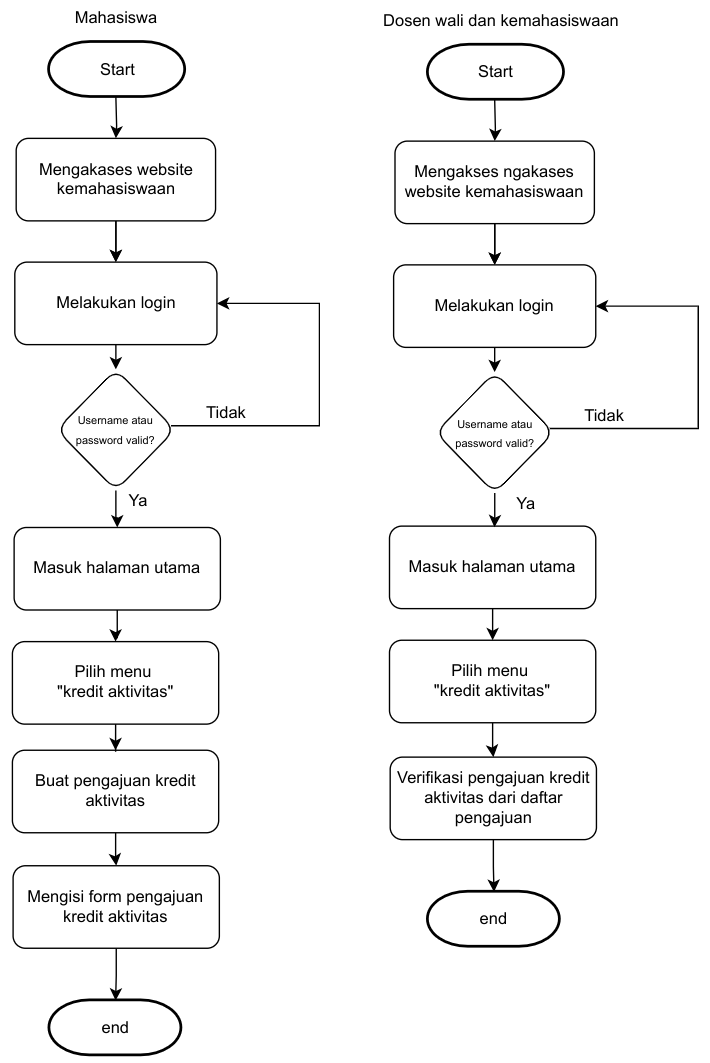 Mahasiswa
Start
Mengakases website
kemahasiswaan
Melakukan login
Username atau
password valid?
Tidak
Ya
Masuk halaman utama
Pilih menu
"kredit aktivitas"
Buat pengajuan kredit
aktivitas
Mengisi form pengajuan
kredit aktivitas
end
Dosen wali dan kemahasiswaan
Start
Mengakses ngakases
website kemahasiswaan
Melakukan login
Username atau
password valid?
Tidak
Ya
Masuk halaman utama
Pilih menu
"kredit aktivitas"
Verifikasi pengajuan kredit
aktivitas dari daftar
pengajuan
end